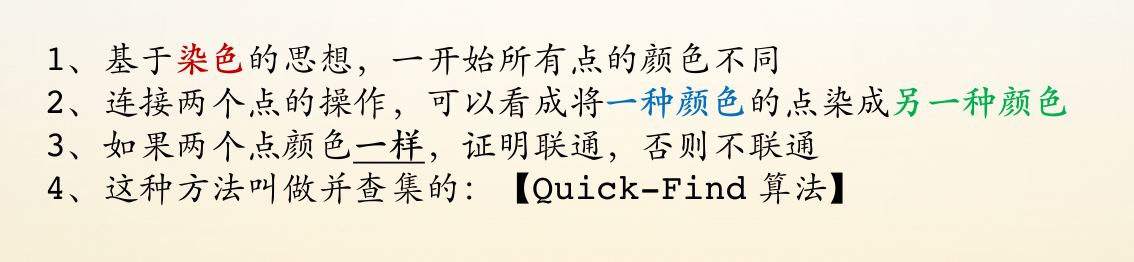 1、基于染色的思想，一开始所有点的颜色不同
2、连接两个点的操作，可以看成将一种颜色的点染成另一种颜色
3、如果两个点颜色一样，证明联通，否则不联通
4、这种方法叫做并查集的：【Quick-Find 算法】